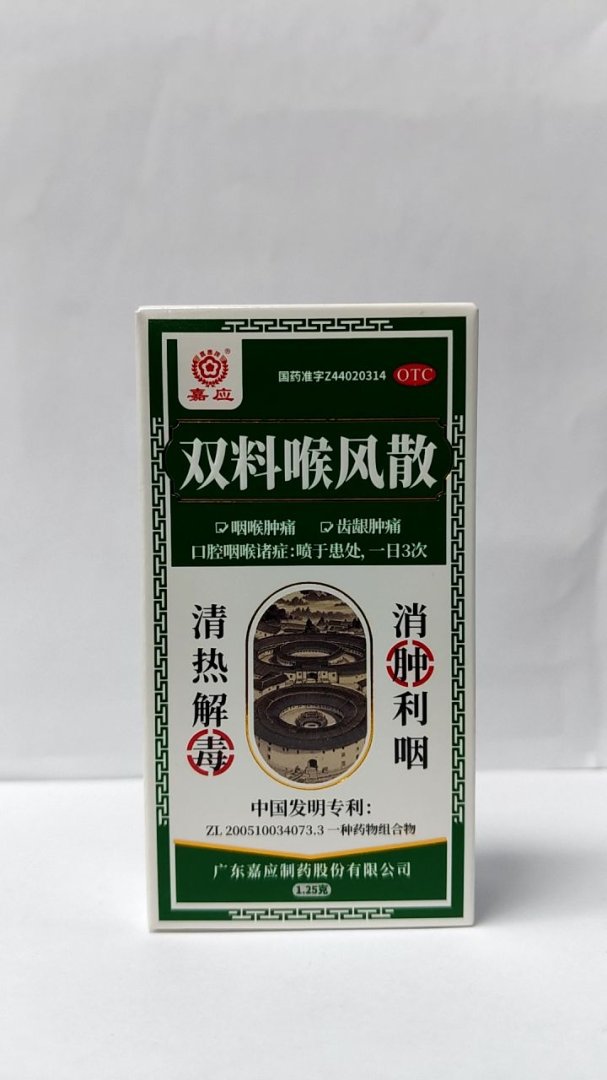 嘉应
国药准字Z44020314 OTC
双料喉风散
咽喉肿痛 齿龈肿痛
口腔咽喉诸症:喷于患处,一日3次
清热解毒
消肿利咽
中国发明专利:
ZL 200510034073.3 一种药物组合物
广东嘉应制药股份有限公司
1.25克